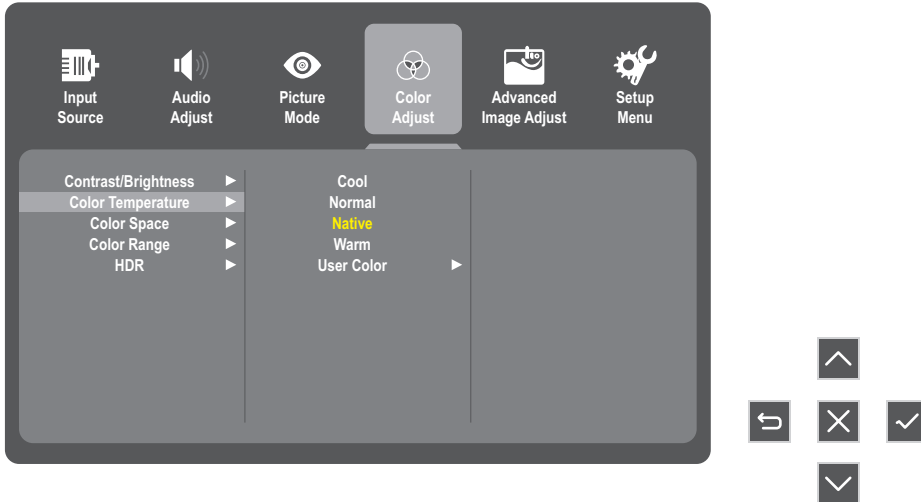 Input
Source
Audio
Adjust
Picture
Mode
Color
Adjust
Advanced
Image Adjust
Setup
Menu
Contrast/Brightness
Color Temperature
Color Space
Color Range
HDR
Cool
Normal
Native
Warm
User Color